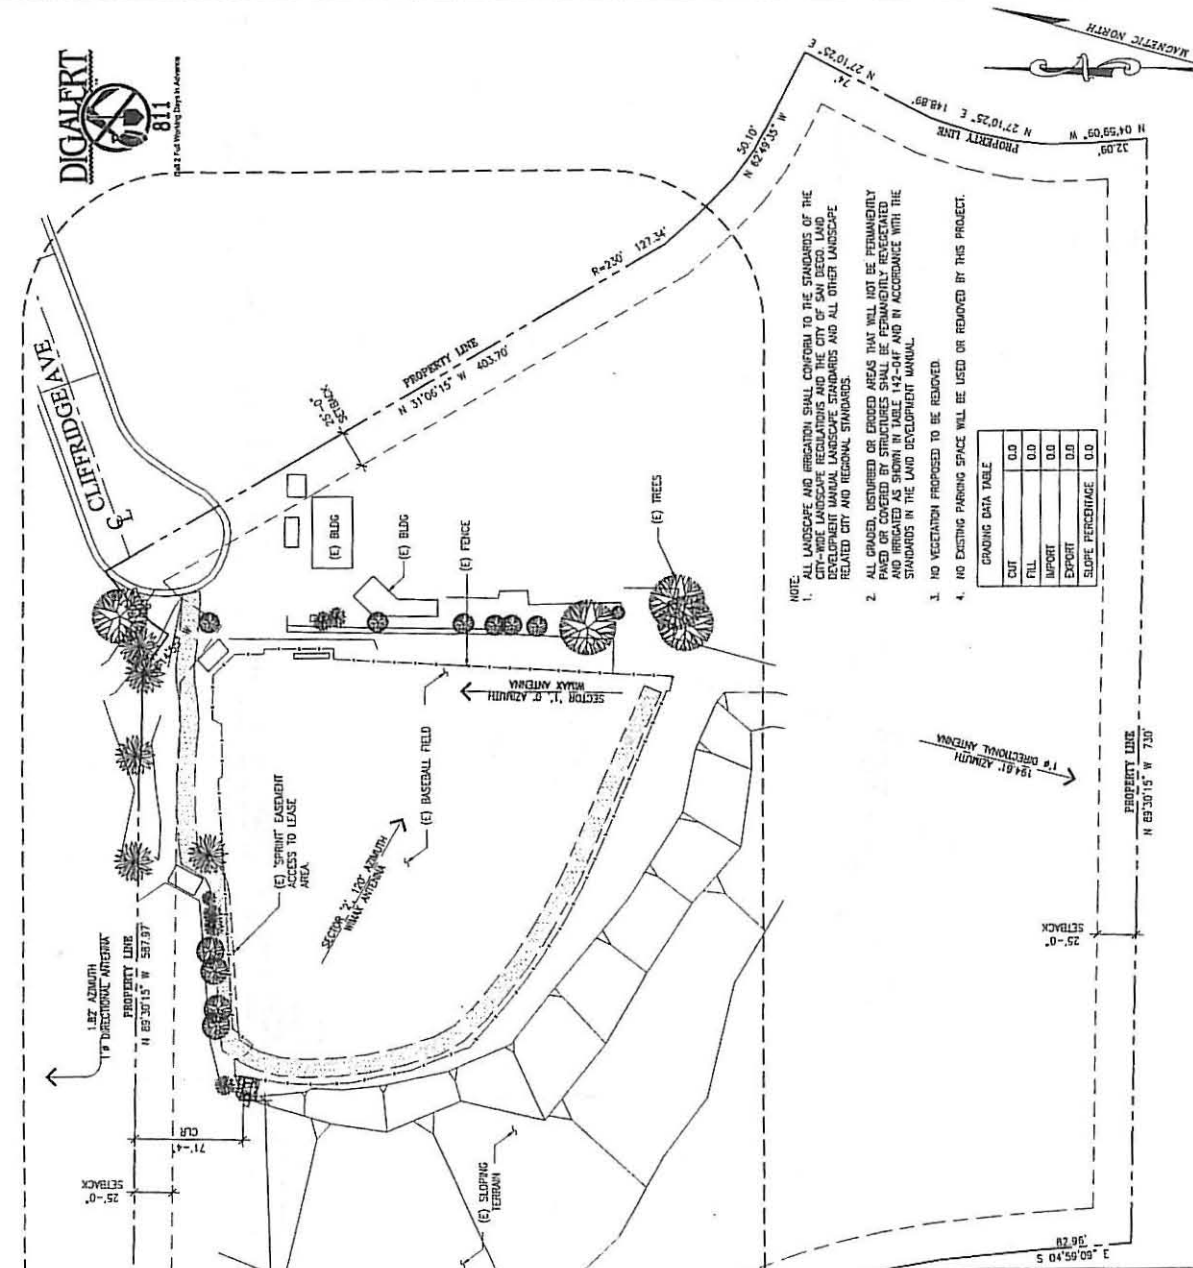 DIGALERT
811
Call 2 Full Working Days In Advance
MAGNETIC NORTH
CLIFFRIDGE AVE
N 27°10'25" E
74'
50.10'
N 62°49'35" W
N 27°10'25" E 148.89'
PROPERTY LINE
N 04°59'09" W
32.09'
R=230' 127.34'
PROPERTY LINE
N 31°06'15" W 403.70'
25'-0"
SETBACK
(E) BLDG
(E) BLDG
(E) FENCE
(E) TREES
NOTE:
1. ALL LANDSCAPE AND IRRIGATION SHALL CONFORM TO THE STANDARDS OF THE
CITY-WIDE LANDSCAPE REGULATIONS AND THE CITY OF SAN DIEGO. LAND
DEVELOPMENT MANUAL LANDSCAPE STANDARDS AND ALL OTHER LANDSCAPE
RELATED CITY AND REGIONAL STANDARDS.
2. ALL GRADED, DISTURBED OR ERODED AREAS THAT WILL NOT BE PERMANENTLY
PAVED OR COVERED BY STRUCTURES SHALL BE PERMANENTLY REVEGETATED
AND IRRIGATED AS SHOWN IN TABLE 142-04F AND IN ACCORDANCE WITH THE
STANDARDS IN THE LAND DEVELOPMENT MANUAL.
3. NO VEGETATION PROPOSED TO BE REMOVED.
4. NO EXISTING PARKING SPACE WILL BE USED OR REMOVED BY THIS PROJECT.
GRADING DATA TABLE
CUT 0.0
FILL 0.0
IMPORT 0.0
EXPORT 0.0
SLOPE PERCENTAGE 0.0
SECTOR '1', 0° AZIMUTH
WIMAX ANTENNA
(E) BASEBALL FIELD
(E) SPRINT EASEMENT
ACCESS TO LEASE
AREA
SECTOR '2', 120° AZIMUTH
WIMAX ANTENNA
194.61° AZIMUTH
1'ø DIRECTIONAL ANTENNA
PROPERTY LINE
N 89°30'15" W 730'
25'-0"
SETBACK
1.82° AZIMUTH
1'ø DIRECTIONAL ANTENNA
PROPERTY LINE
N 89°30'15" W 587.97'
71'-4"
CLR
25'-0"
SETBACK
(E) SLOPING
TERRAIN
82.96'
S 04°59'09" E